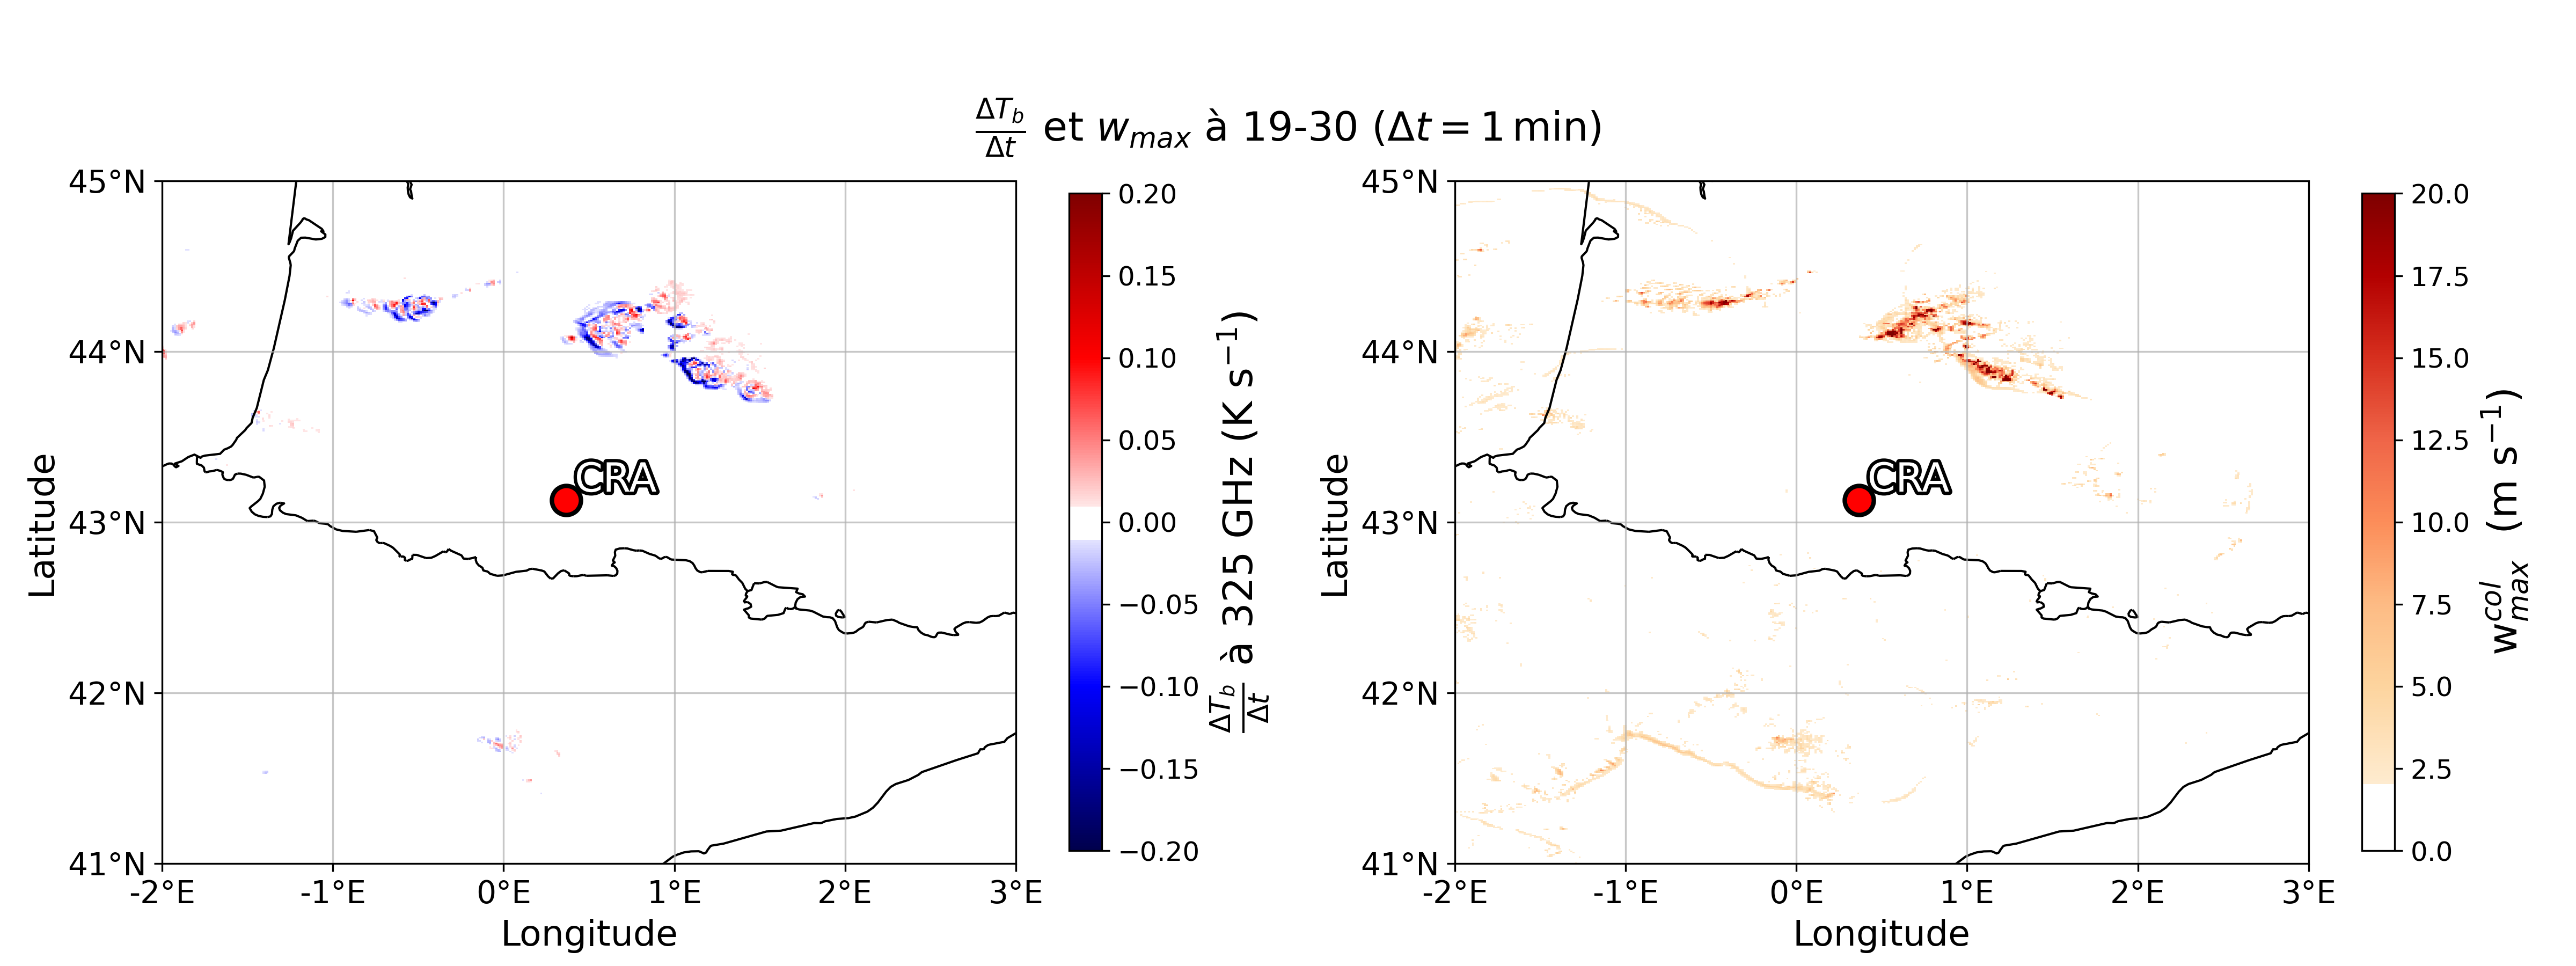 ΔT_b/Δt et w_max à 19-30 (Δt = 1 min)
45°N
44°N
43°N
42°N
41°N
-2°E
-1°E
0°E
1°E
2°E
3°E
Latitude
Longitude
CRA
0.20
0.15
0.10
0.05
0.00
−0.05
−0.10
−0.15
−0.20
ΔT_b/Δt à 325 GHz (K s⁻¹)
45°N
44°N
43°N
42°N
41°N
-2°E
-1°E
0°E
1°E
2°E
3°E
Latitude
Longitude
CRA
20.0
17.5
15.0
12.5
10.0
7.5
5.0
2.5
0.0
w_max^col (m s⁻¹)